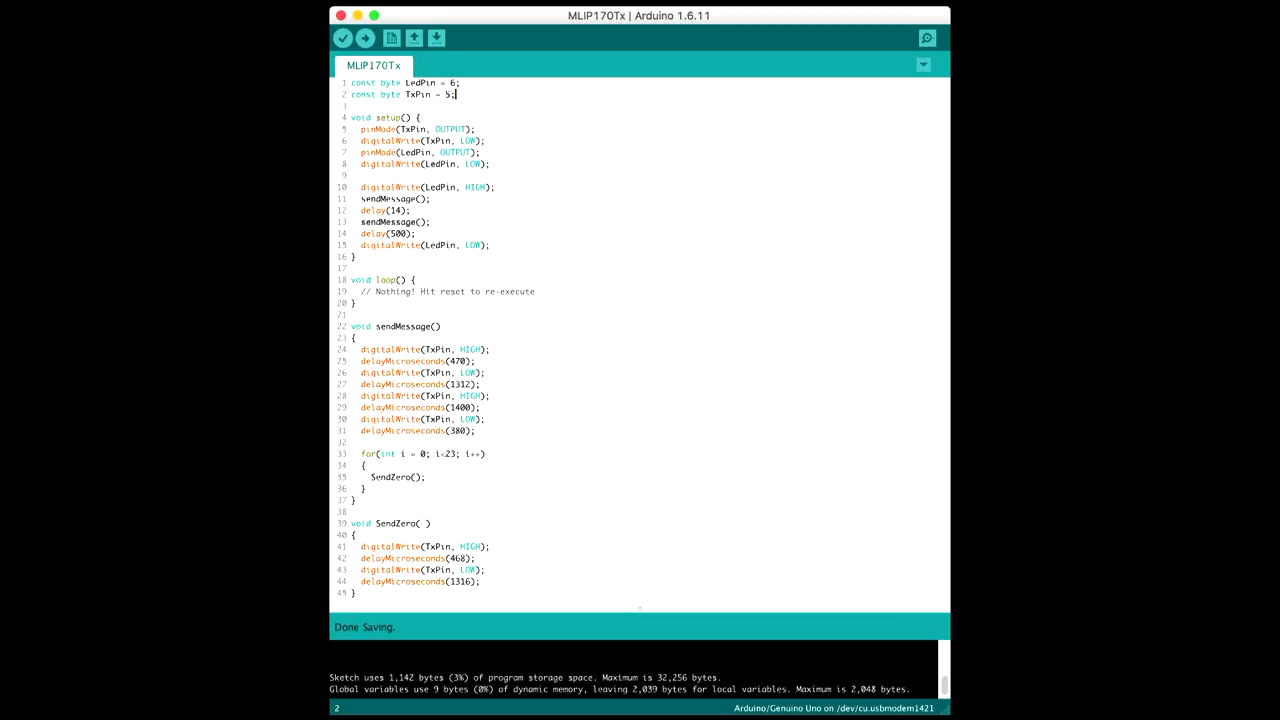 MLIP170Tx | Arduino 1.6.11
MLIP170Tx
1 const byte LedPin = 6;
2 const byte TxPin = 5;
3
4 void setup() {
5 pinMode(TxPin, OUTPUT);
6 digitalWrite(TxPin, LOW);
7 pinMode(LedPin, OUTPUT);
8 digitalWrite(LedPin, LOW);
9
10 digitalWrite(LedPin, HIGH);
11 sendMessage();
12 delay(14);
13 sendMessage();
14 delay(500);
15 digitalWrite(LedPin, LOW);
16 }
17
18 void loop() {
19 // Nothing! Hit reset to re-execute
20 }
21
22 void sendMessage()
23 {
24 digitalWrite(TxPin, HIGH);
25 delayMicroseconds(470);
26 digitalWrite(TxPin, LOW);
27 delayMicroseconds(1312);
28 digitalWrite(TxPin, HIGH);
29 delayMicroseconds(1400);
30 digitalWrite(TxPin, LOW);
31 delayMicroseconds(380);
32
33 for(int i = 0; i<23; i++)
34 {
35 SendZero();
36 }
37 }
38
39 void SendZero( )
40 {
41 digitalWrite(TxPin, HIGH);
42 delayMicroseconds(468);
43 digitalWrite(TxPin, LOW);
44 delayMicroseconds(1316);
45 }
Done Saving.
Sketch uses 1,142 bytes (3%) of program storage space. Maximum is 32,256 bytes.
Global variables use 9 bytes (0%) of dynamic memory, leaving 2,039 bytes for local variables. Maximum is 2,048 bytes.
2 Arduino/Genuino Uno on /dev/cu.usbmodem1421